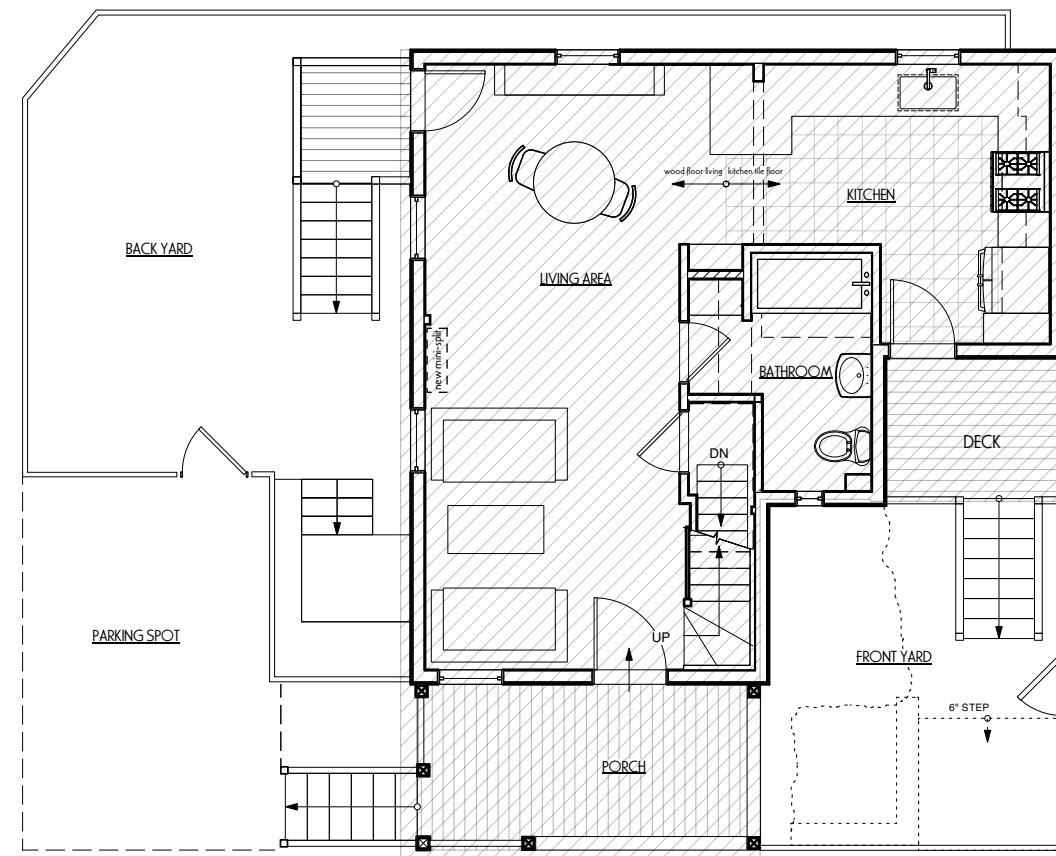 wood floor living kitchen tile floor
KITCHEN
BACK YARD
LIVING AREA
new mini-split
BATHROOM
DECK
DN
PARKING SPOT
UP
FRONT YARD
6" STEP
PORCH